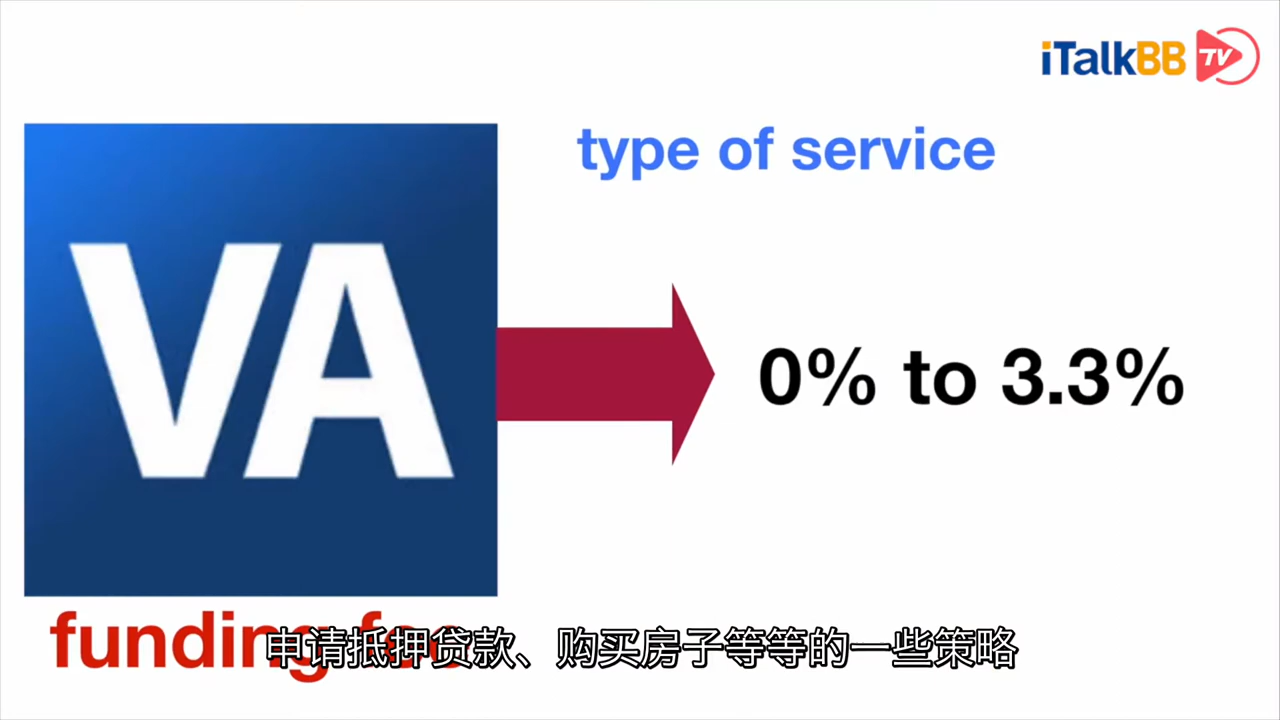 iTalkBB TV
type of service
VA
0% to 3.3%
funding fee
申请抵押贷款、购买房子等等的一些策略